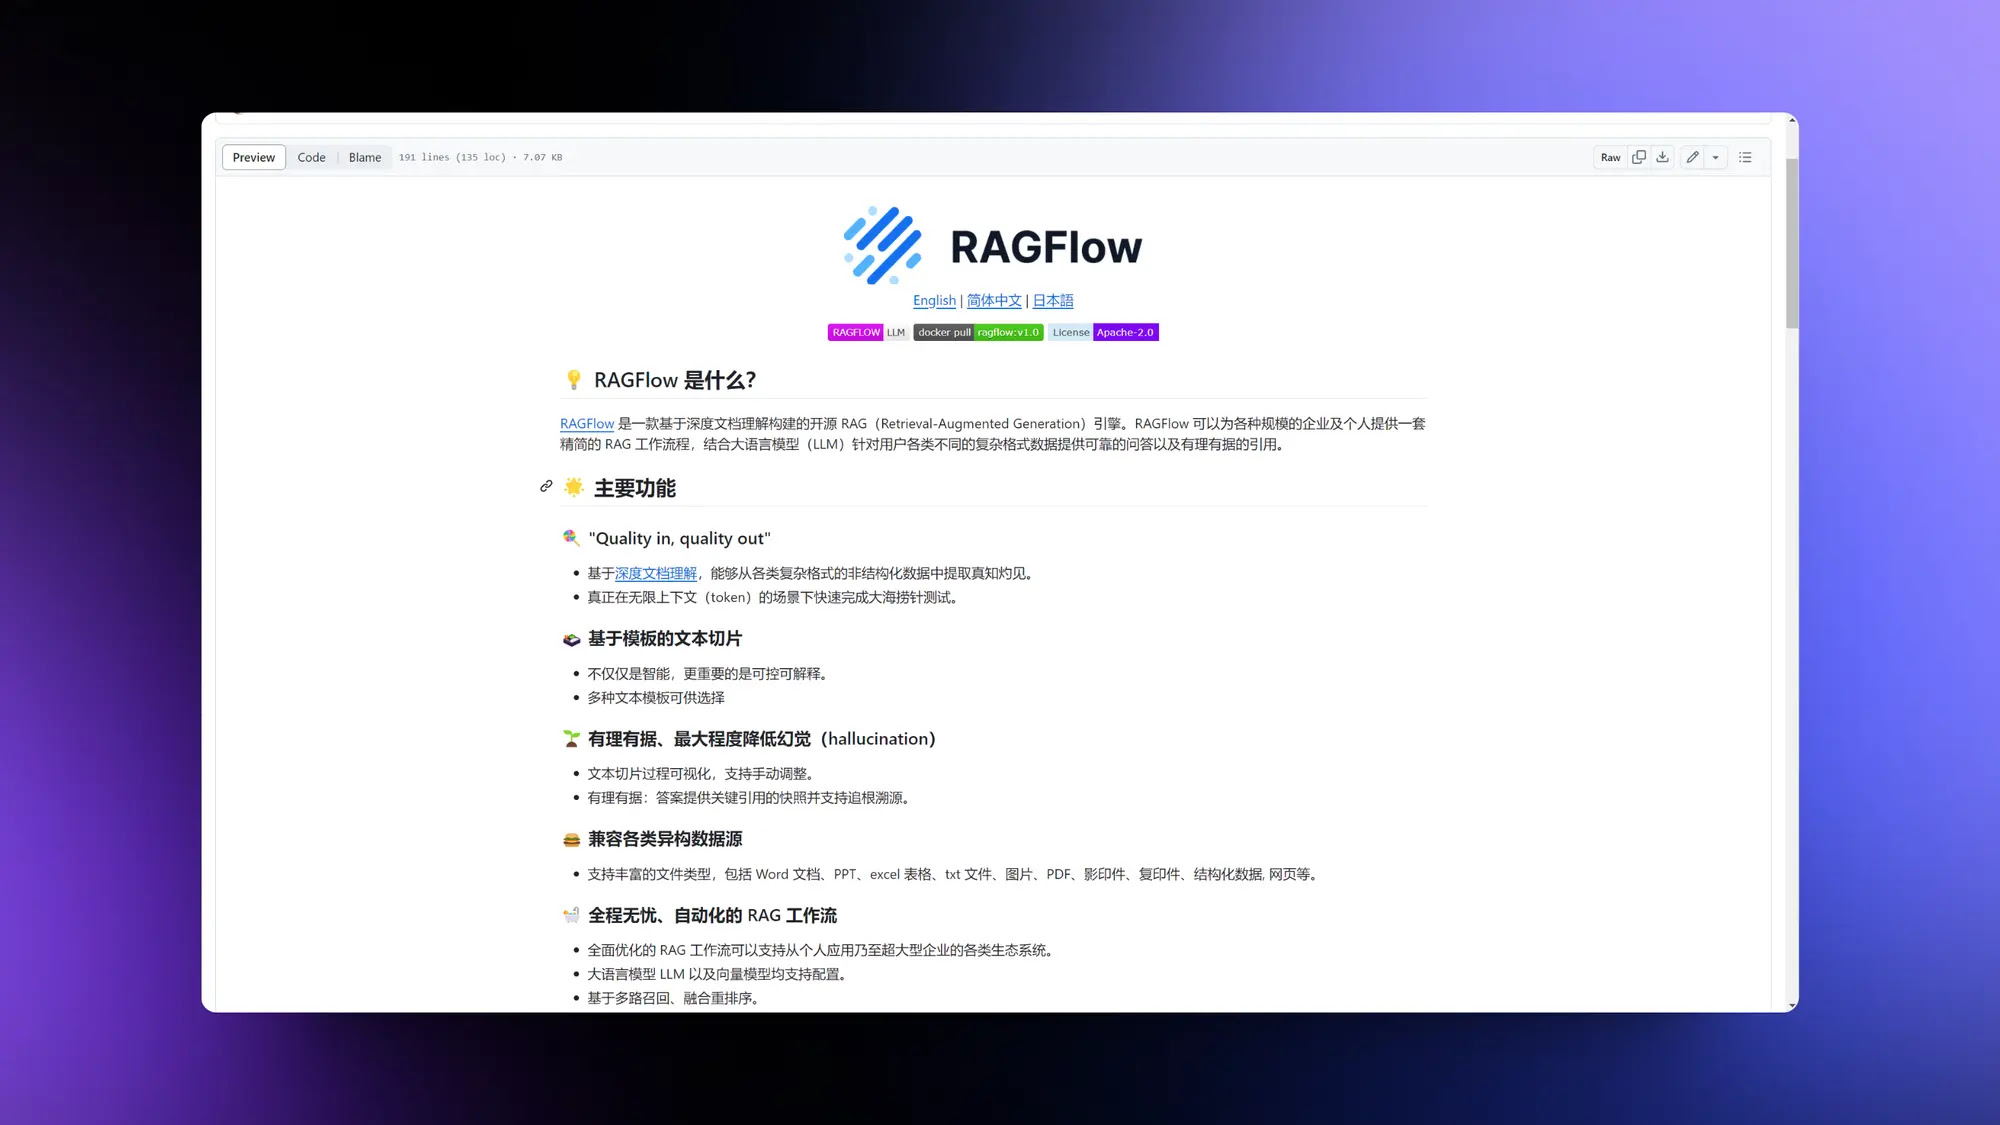 Preview Code Blame 191 lines (135 loc) · 7.07 KB Raw
RAGFlow
English | 简体中文 | 日本語
RAGFLOW LLM docker pull ragflow:v1.0 License Apache-2.0
💡 RAGFlow 是什么?
RAGFlow 是一款基于深度文档理解构建的开源 RAG（Retrieval-Augmented Generation）引擎。RAGFlow 可以为各种规模的企业及个人提供一套
精简的 RAG 工作流程，结合大语言模型（LLM）针对用户各类不同的复杂格式数据提供可靠的问答以及有理有据的引用。
🌟 主要功能
🍭 "Quality in, quality out"
• 基于深度文档理解，能够从各类复杂格式的非结构化数据中提取真知灼见。
• 真正在无限上下文（token）的场景下快速完成大海捞针测试。
🍱 基于模板的文本切片
• 不仅仅是智能，更重要的是可控可解释。
• 多种文本模板可供选择
🌱 有理有据、最大程度降低幻觉（hallucination）
• 文本切片过程可视化，支持手动调整。
• 有理有据：答案提供关键引用的快照并支持追根溯源。
🍔 兼容各类异构数据源
• 支持丰富的文件类型，包括 Word 文档、PPT、excel 表格、txt 文件、图片、PDF、影印件、复印件、结构化数据, 网页等。
🛀 全程无忧、自动化的 RAG 工作流
• 全面优化的 RAG 工作流可以支持从个人应用乃至超大型企业的各类生态系统。
• 大语言模型 LLM 以及向量模型均支持配置。
• 基于多路召回、融合重排序。